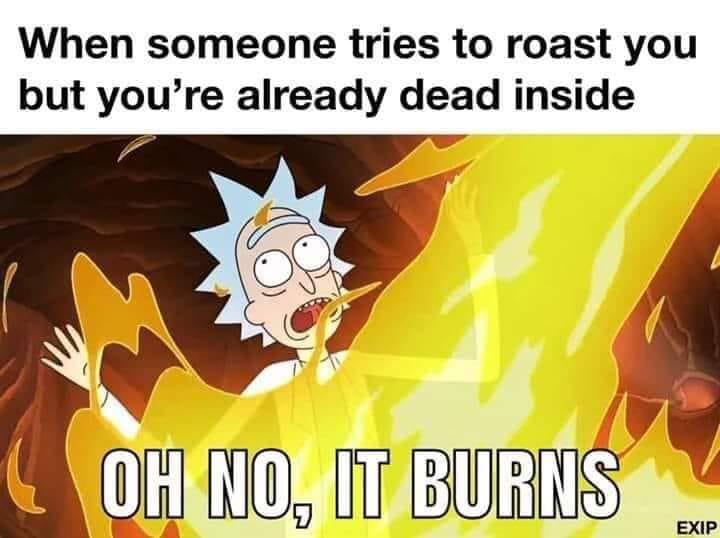 When someone tries to roast you
but you're already dead inside
OH NO, IT BURNS
EXIP